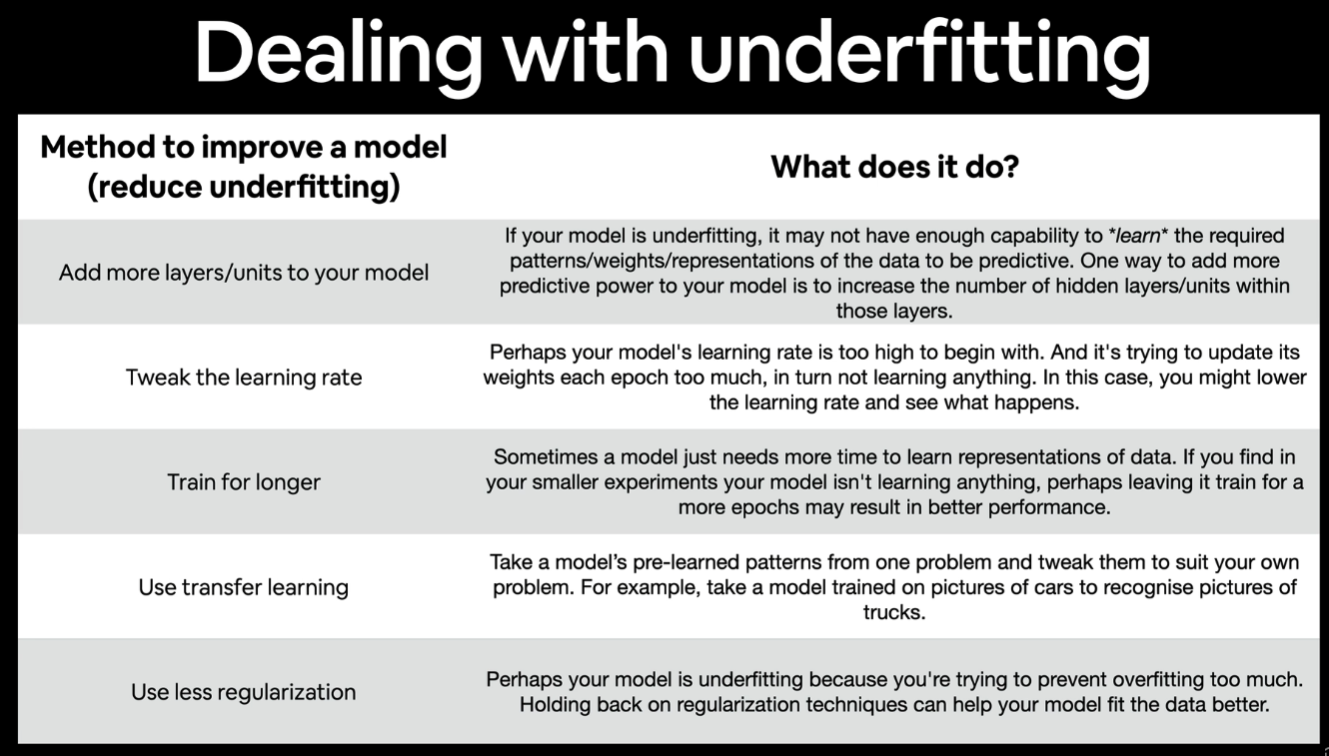 Dealing with underfitting
Method to improve a model
(reduce underfitting)
What does it do?
Add more layers/units to your model
If your model is underfitting, it may not have enough capability to *learn* the required
patterns/weights/representations of the data to be predictive. One way to add more
predictive power to your model is to increase the number of hidden layers/units within
those layers.
Tweak the learning rate
Perhaps your model's learning rate is too high to begin with. And it's trying to update its
weights each epoch too much, in turn not learning anything. In this case, you might lower
the learning rate and see what happens.
Train for longer
Sometimes a model just needs more time to learn representations of data. If you find in
your smaller experiments your model isn't learning anything, perhaps leaving it train for a
more epochs may result in better performance.
Use transfer learning
Take a model’s pre-learned patterns from one problem and tweak them to suit your own
problem. For example, take a model trained on pictures of cars to recognise pictures of
trucks.
Use less regularization
Perhaps your model is underfitting because you're trying to prevent overfitting too much.
Holding back on regularization techniques can help your model fit the data better.